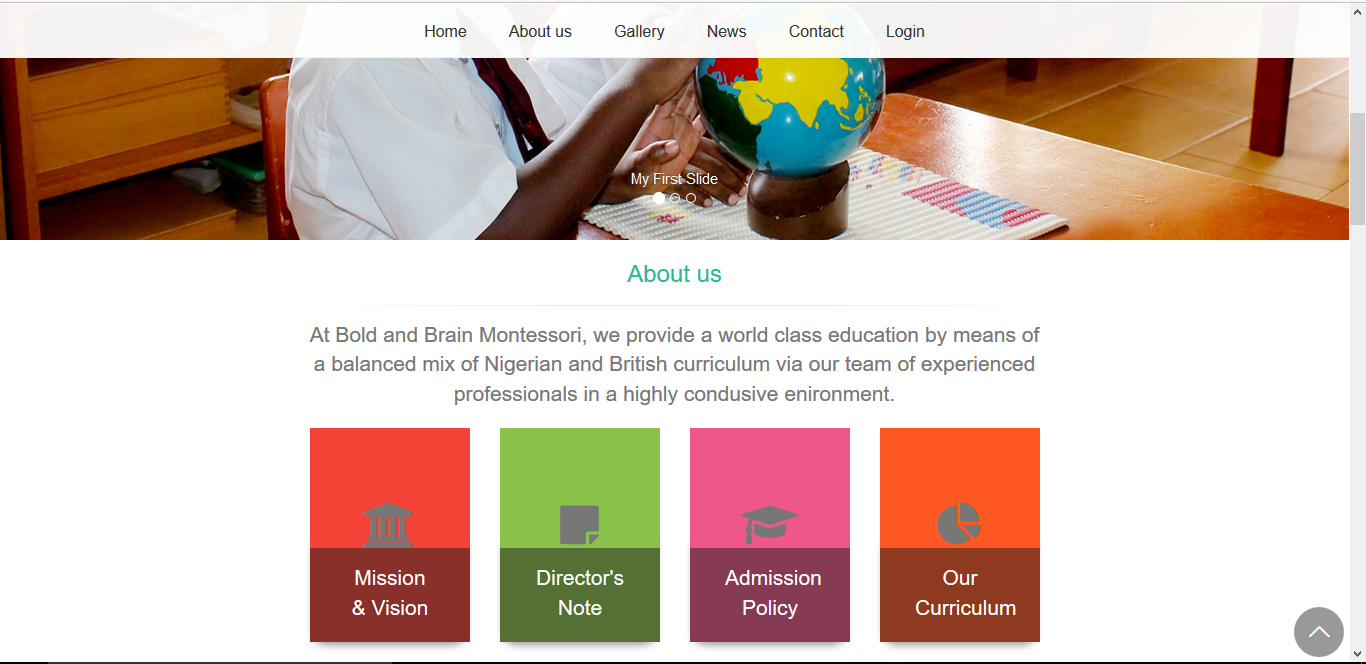 Home About us Gallery News Contact Login
My First Slide
About us
At Bold and Brain Montessori, we provide a world class education by means of
a balanced mix of Nigerian and British curriculum via our team of experienced
professionals in a highly condusive enironment.
Mission
& Vision
Director's
Note
Admission
Policy
Our
Curriculum